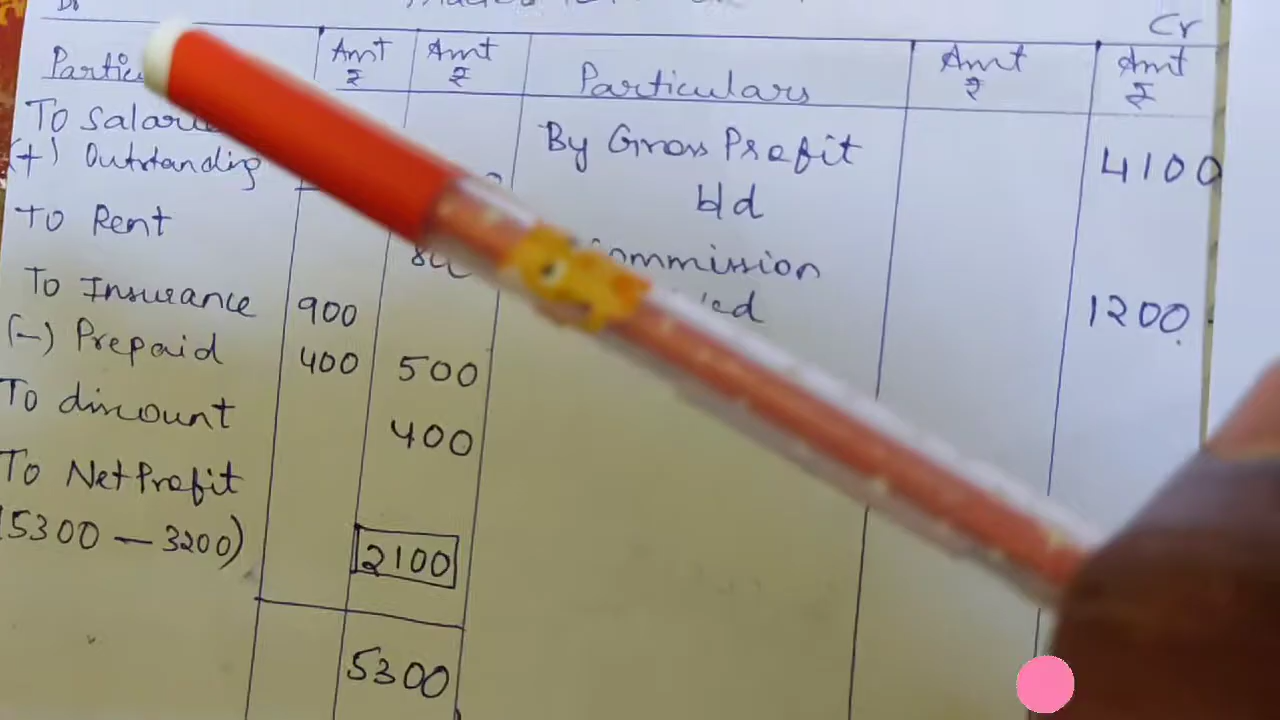 Cr
Amt Amt Particulars Amt Amt
₹ ₹ ₹ ₹
To
(+) Outstanding
By Gross Profit 4100
b/d
To Rent
To Insurance 900 1200
(-) Prepaid 400 500
To discount 400
To Net Profit
(5300 - 3200) 2100
5300